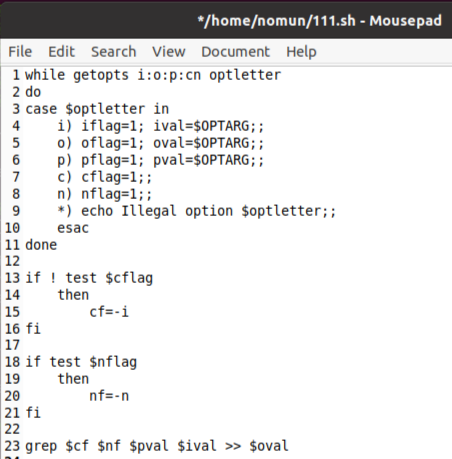 */home/nomun/111.sh - Mousepad
File Edit Search View Document Help
1 while getopts i:o:p:cn optletter
2 do
3 case $optletter in
4     i) iflag=1; ival=$OPTARG;;
5     o) oflag=1; oval=$OPTARG;;
6     p) pflag=1; pval=$OPTARG;;
7     c) cflag=1;;
8     n) nflag=1;;
9     *) echo Illegal option $optletter;;
10     esac
11 done
12
13 if ! test $cflag
14     then
15         cf=-i
16 fi
17
18 if test $nflag
19     then
20         nf=-n
21 fi
22
23 grep $cf $nf $pval $ival >> $oval